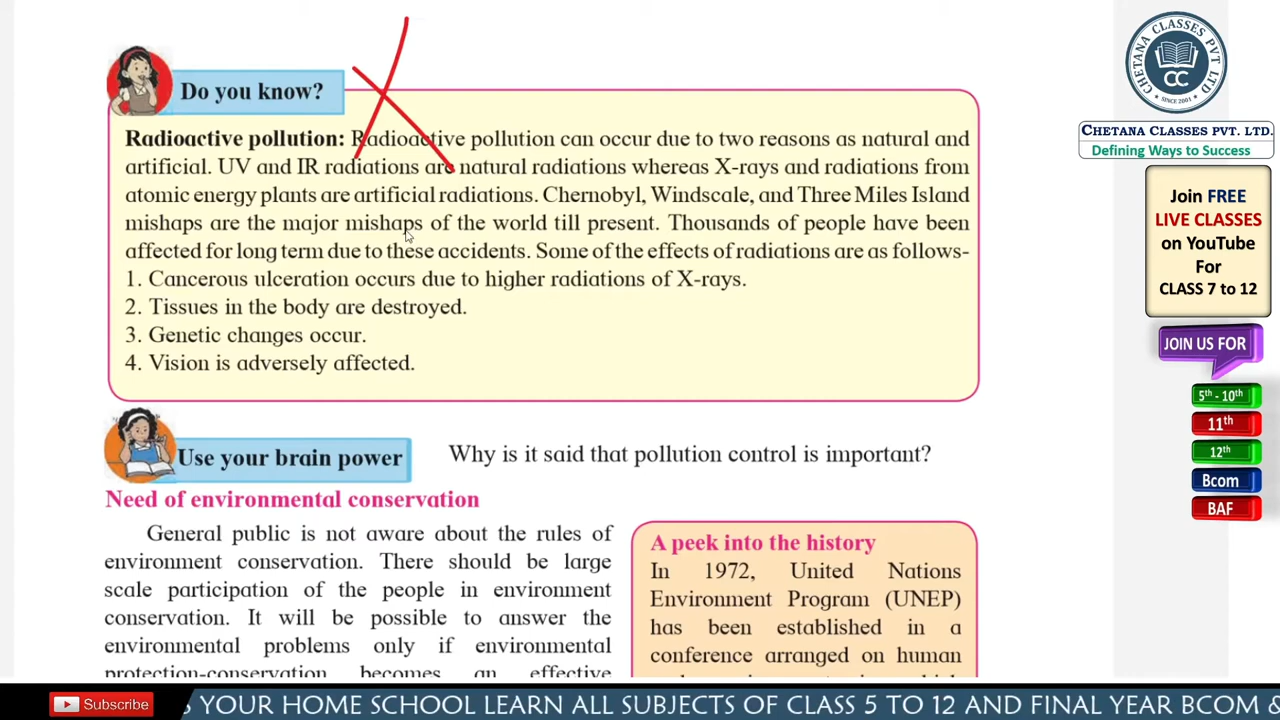 Do you know?
Radioactive pollution: Radioactive pollution can occur due to two reasons as natural and
artificial. UV and IR radiations are natural radiations whereas X-rays and radiations from
atomic energy plants are artificial radiations. Chernobyl, Windscale, and Three Miles Island
mishaps are the major mishaps of the world till present. Thousands of people have been
affected for long term due to these accidents. Some of the effects of radiations are as follows-
1. Cancerous ulceration occurs due to higher radiations of X-rays.
2. Tissues in the body are destroyed.
3. Genetic changes occur.
4. Vision is adversely affected.
Use your brain power
Why is it said that pollution control is important?
Need of environmental conservation
General public is not aware about the rules of
environment conservation. There should be large
scale participation of the people in environment
conservation. It will be possible to answer the
environmental problems only if environmental
protection-conservation becomes an effective
A peek into the history
In 1972, United Nations
Environment Program (UNEP)
has been established in a
conference arranged on human
CHETANA CLASSES PVT LTD
CC
SINCE 2001
CHETANA CLASSES PVT. LTD.
Defining Ways to Success
Join FREE
LIVE CLASSES
on YouTube
For
CLASS 7 to 12
JOIN US FOR
5th - 10th
11th
12th
Bcom
BAF
Subscribe
S YOUR HOME SCHOOL LEARN ALL SUBJECTS OF CLASS 5 TO 12 AND FINAL YEAR BCOM &